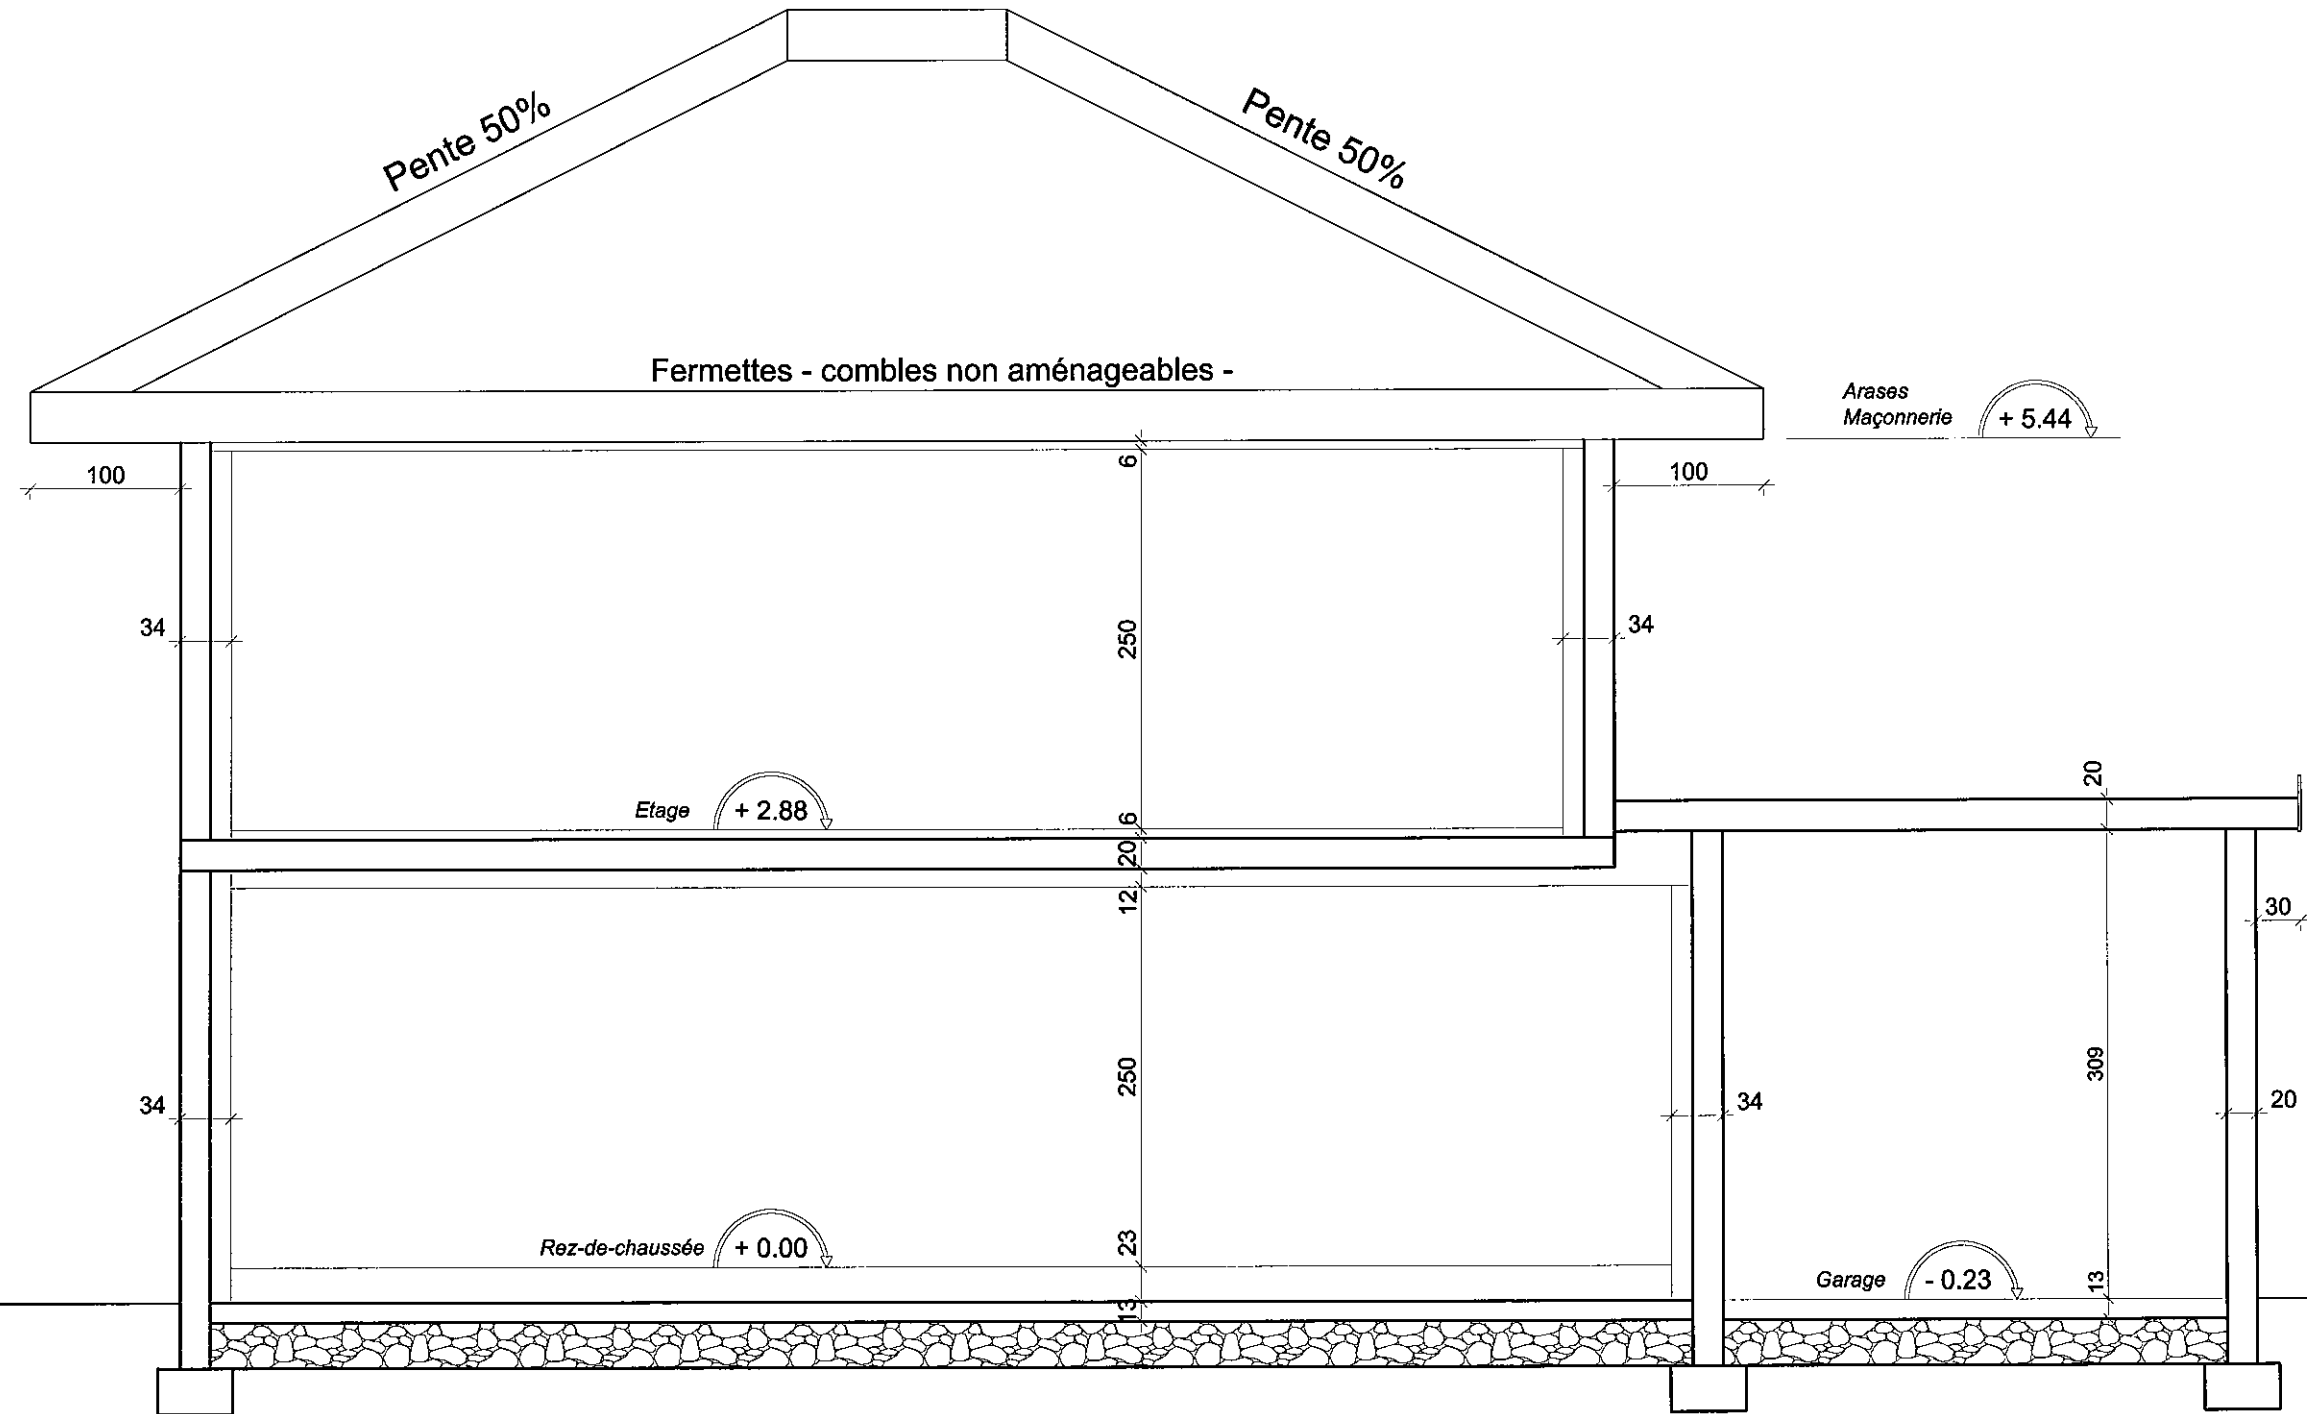 Pente 50%
Pente 50%
Fermettes - combles non aménageables -
Arases
Maçonnerie
+ 5.44
6
100
100
34
250
34
Etage
+ 2.88
6
20
20
12
30
250
309
34
34
20
Rez-de-chaussée
+ 0.00
23
Garage
- 0.23
13
13